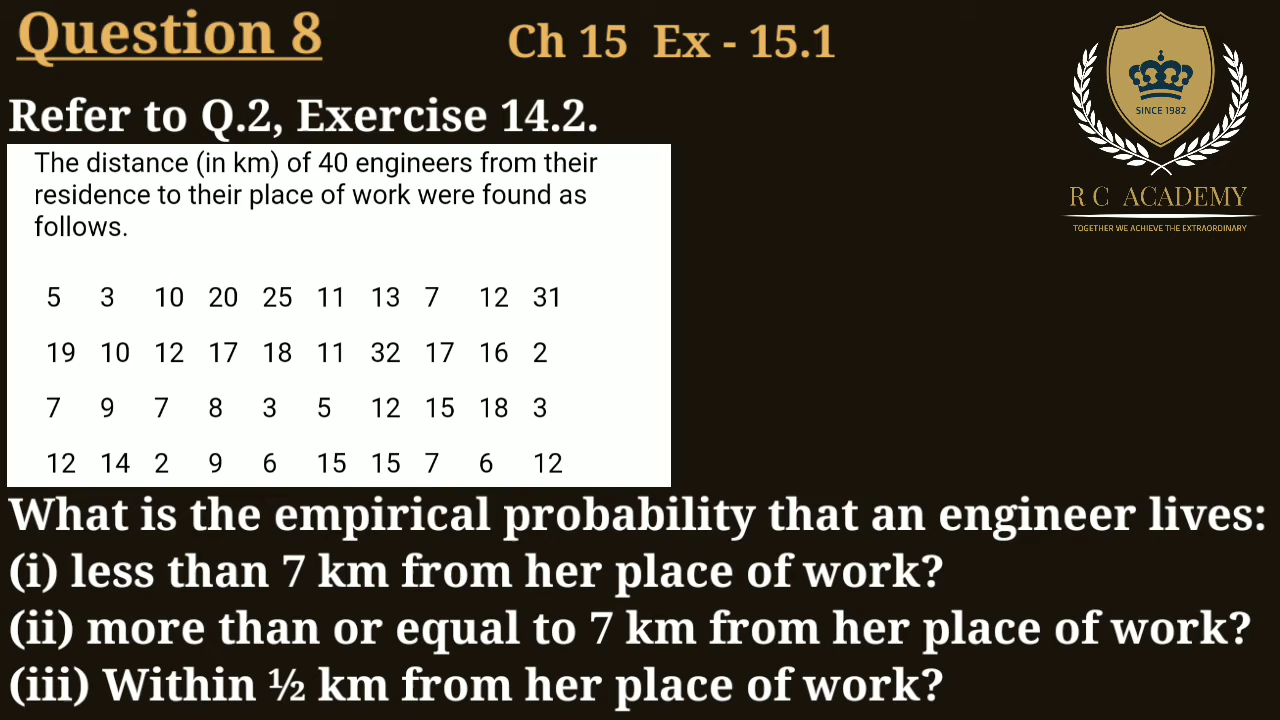 Question 8
Ch 15 Ex - 15.1
SINCE 1982
R C ACADEMY
TOGETHER WE ACHIEVE THE EXTRAORDINARY
Refer to Q.2, Exercise 14.2.
The distance (in km) of 40 engineers from their
residence to their place of work were found as
follows.
5 3 10 20 25 11 13 7 12 31
19 10 12 17 18 11 32 17 16 2
7 9 7 8 3 5 12 15 18 3
12 14 2 9 6 15 15 7 6 12
What is the empirical probability that an engineer lives:
(i) less than 7 km from her place of work?
(ii) more than or equal to 7 km from her place of work?
(iii) Within ½ km from her place of work?